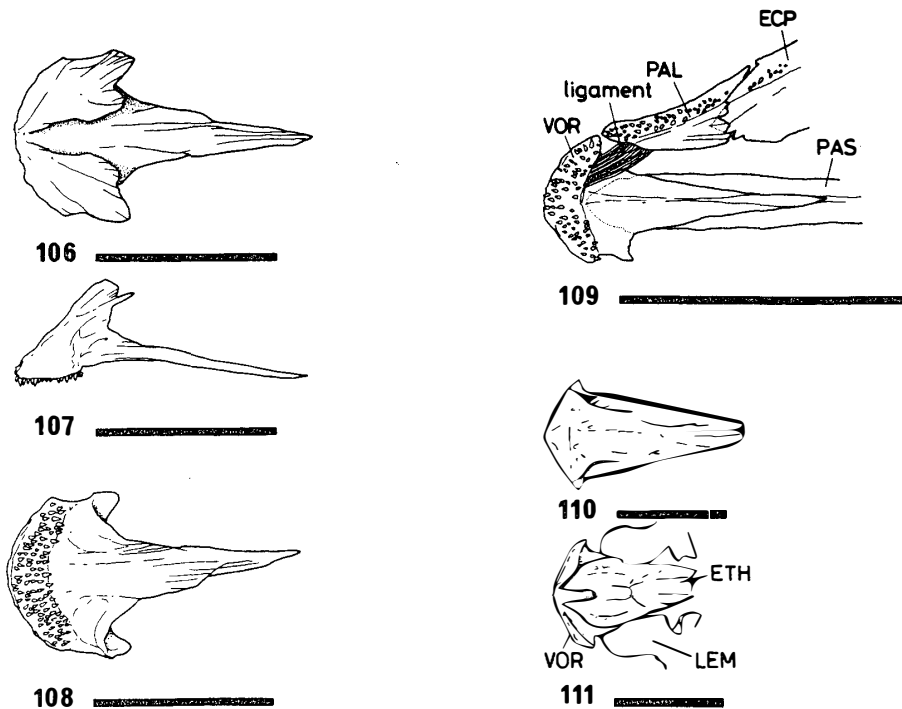 106
107
108
ECP
PAL
ligament
VOR
PAS
109
110
ETH
VOR
LEM
111